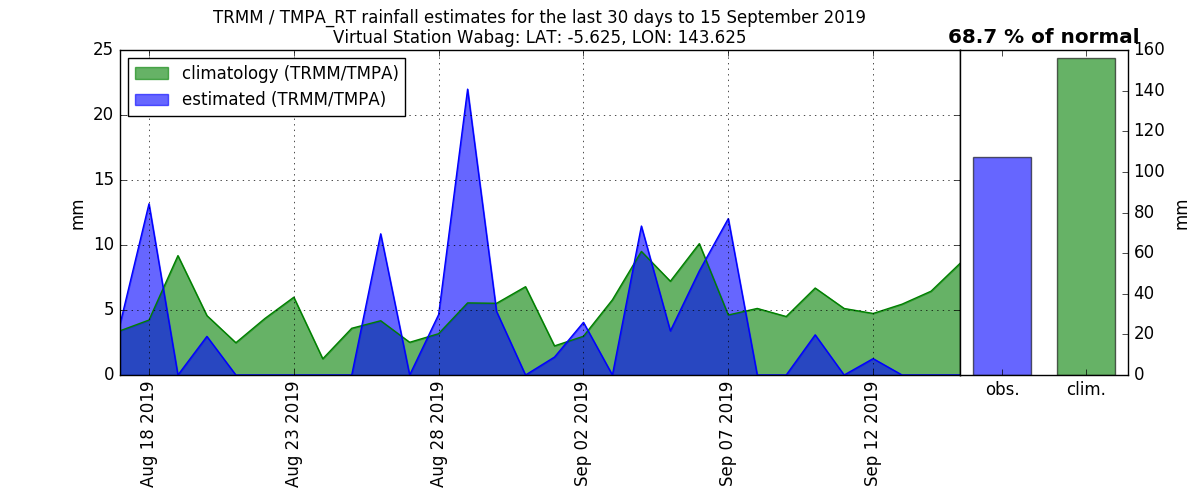 TRMM / TMPA_RT rainfall estimates for the last 30 days to 15 September 2019
Virtual Station Wabag: LAT: -5.625, LON: 143.625
68.7 % of normal
climatology (TRMM/TMPA)
estimated (TRMM/TMPA)
25
20
15
10
5
0
mm
Aug 18 2019
Aug 23 2019
Aug 28 2019
Sep 02 2019
Sep 07 2019
Sep 12 2019
160
140
120
100
80
60
40
20
0
mm
obs.
clim.